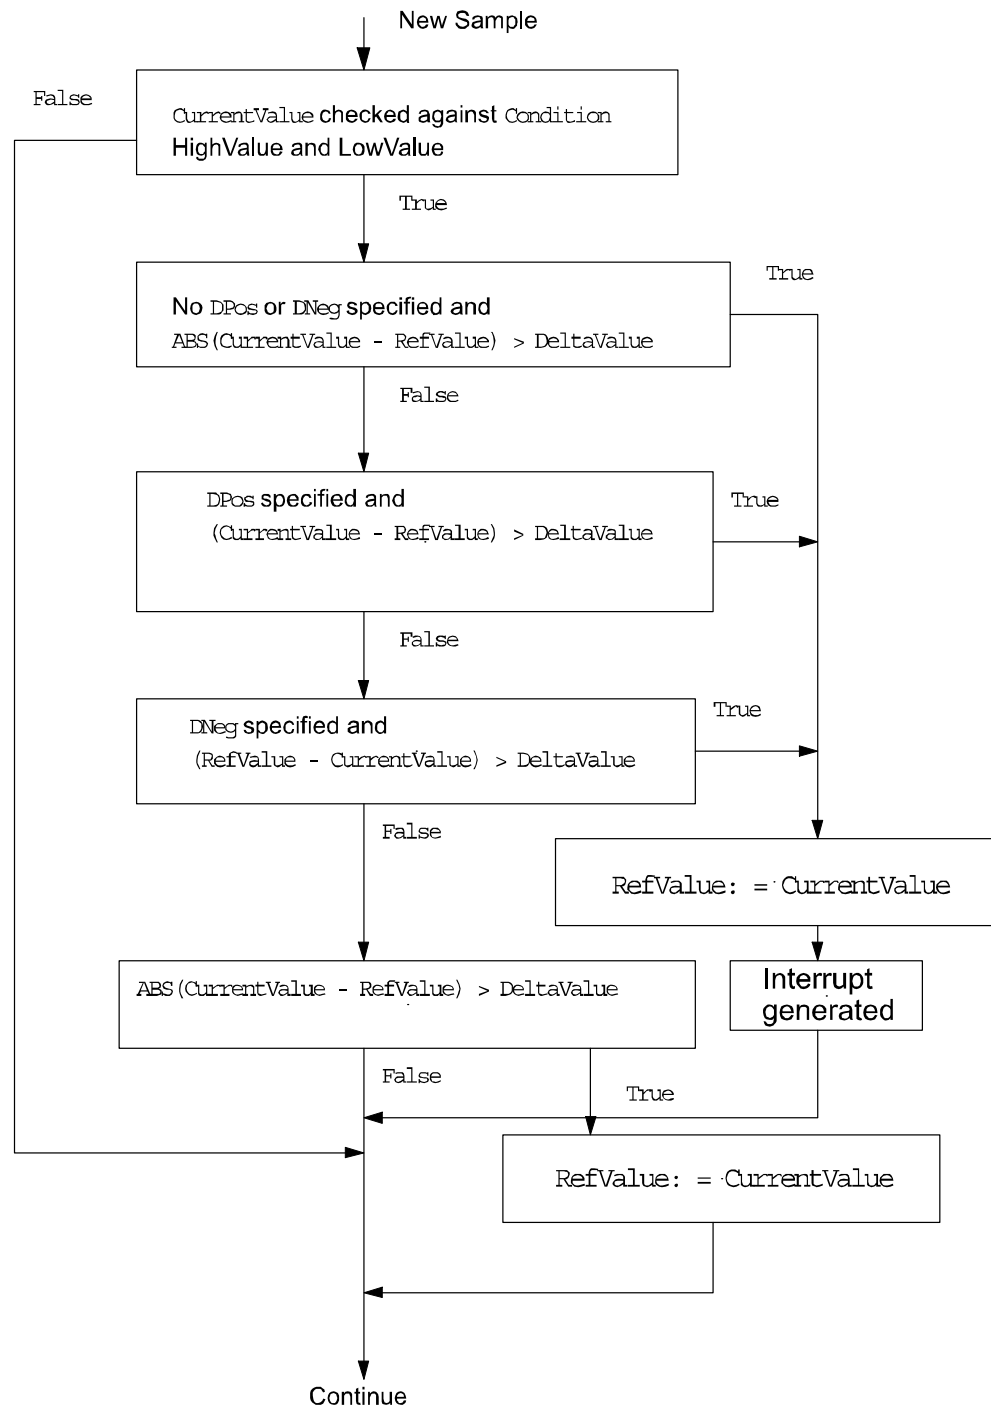 New Sample
False
CurrentValue checked against Condition
HighValue and LowValue
True
True
No DPos or DNeg specified and
ABS(CurrentValue - RefValue) > DeltaValue
False
DPos specified and
(CurrentValue - RefValue) > DeltaValue
True
False
DNeg specified and
(RefValue - CurrentValue) > DeltaValue
True
False
RefValue: = CurrentValue
ABS(CurrentValue - RefValue) > DeltaValue
Interrupt
generated
False
True
RefValue: = CurrentValue
Continue